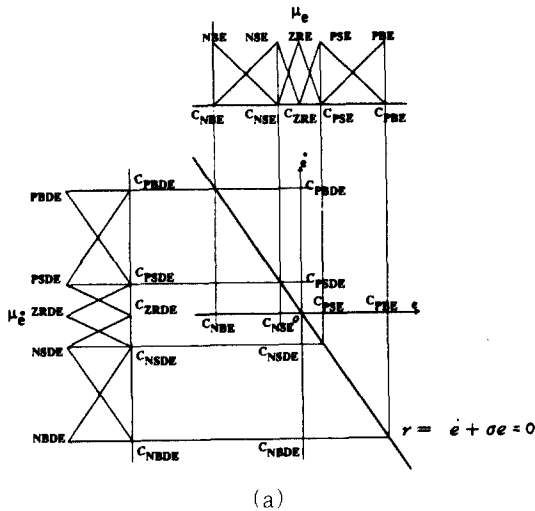 μe
NBE NSE ZRE PSE PBE
CNBE CNSE CZRE CPSE CPBE
ė
CPBDE CPBDE
PBDE
PSDE CPSDE CPSDE
ZRDE CZRDE CPSE CPBE e
μė CNBE CNSE o
NSDE CNSDE CNSDE
NBDE CNBDE CNBDE
r = ė + σe = 0
(a)